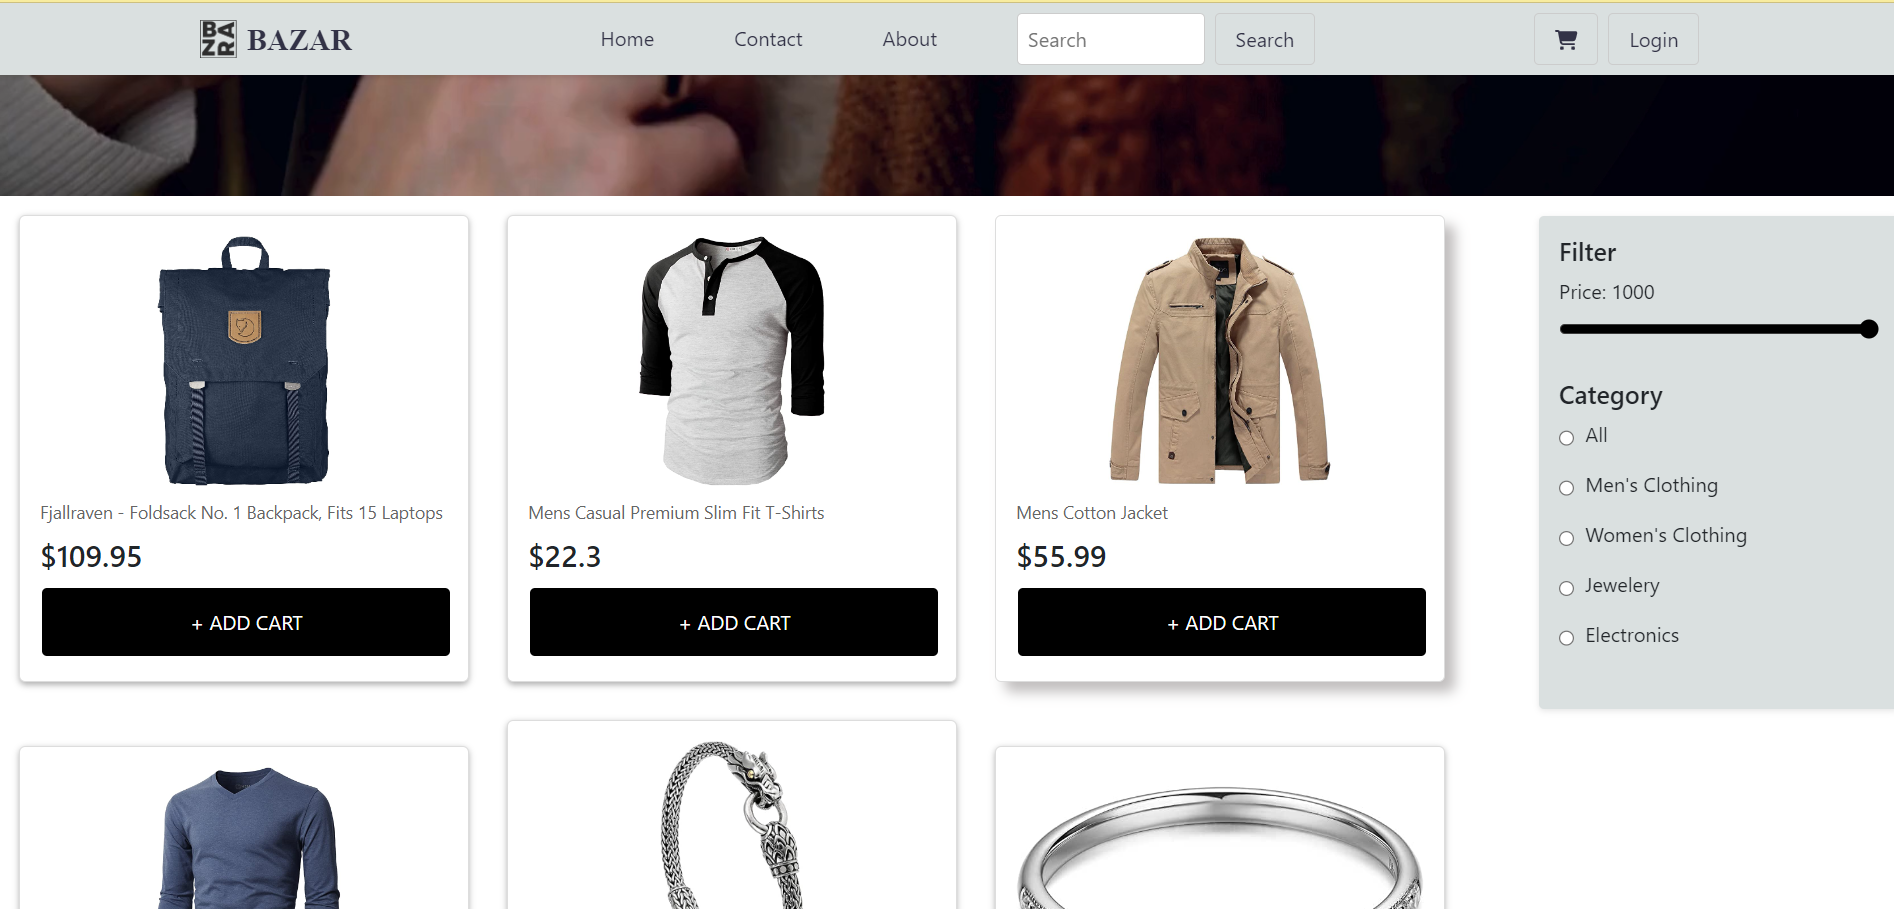 BAZAR BAZAR
Home
Contact
About
Search
Search
Login
Fjallraven - Foldsack No. 1 Backpack, Fits 15 Laptops
$109.95
+ ADD CART
Mens Casual Premium Slim Fit T-Shirts
$22.3
+ ADD CART
Mens Cotton Jacket
$55.99
+ ADD CART
Filter
Price: 1000
Category
All
Men's Clothing
Women's Clothing
Jewelery
Electronics